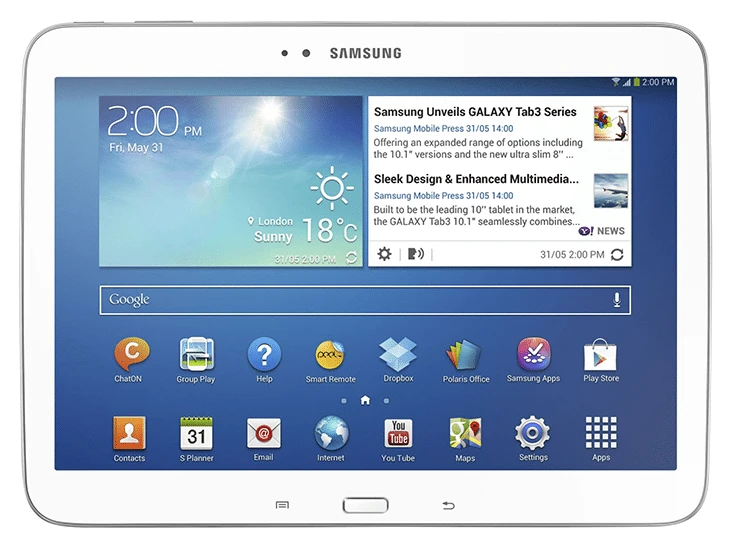 SAMSUNG
2:00 PM
2:00 PM
Fri, May 31
London
Sunny 18°C
31/05 2:00 PM
Samsung Unveils GALAXY Tab3 Series
Samsung Mobile Press 31/05 14:00
Offering an expanded range of options including
the 10.1" versions and the new ultra slim 8" ...
Sleek Design & Enhanced Multimedia...
Samsung Mobile Press 31/05 14:00
Built to be the leading 10" tablet in the market,
the GALAXY Tab3 10.1" seamlessly combines...
Y! NEWS
31/05 2:00 PM
Google
C
?
pool
ChatON
Group Play
Help
Smart Remote
Dropbox
Polaris Office
Samsung Apps
Play Store
31
@
You
Tube
Contacts
S Planner
Email
Internet
You Tube
Maps
Settings
Apps